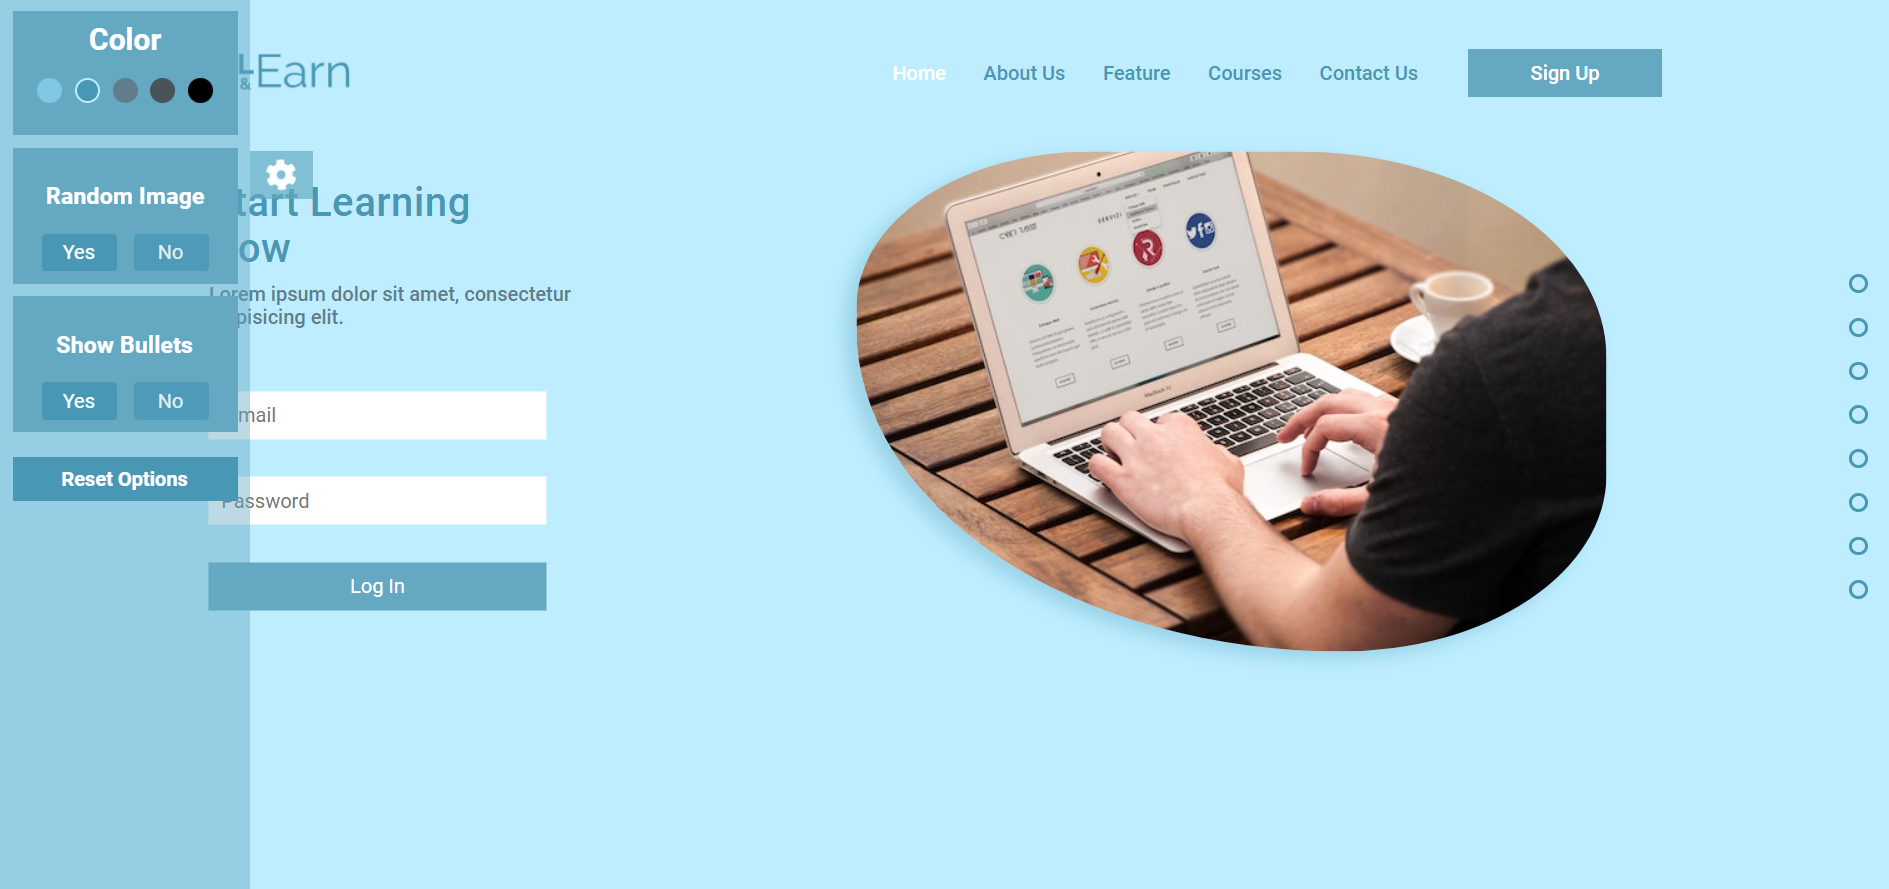 Color
L
&
Earn
Home
About Us
Feature
Courses
Contact Us
Sign Up
Random Image
Yes
No
tart Learning
ow
Lorem ipsum dolor sit amet, consectetur
pisicing elit.
Show Bullets
Yes
No
mail
Reset Options
Password
Log In
SERVIZI